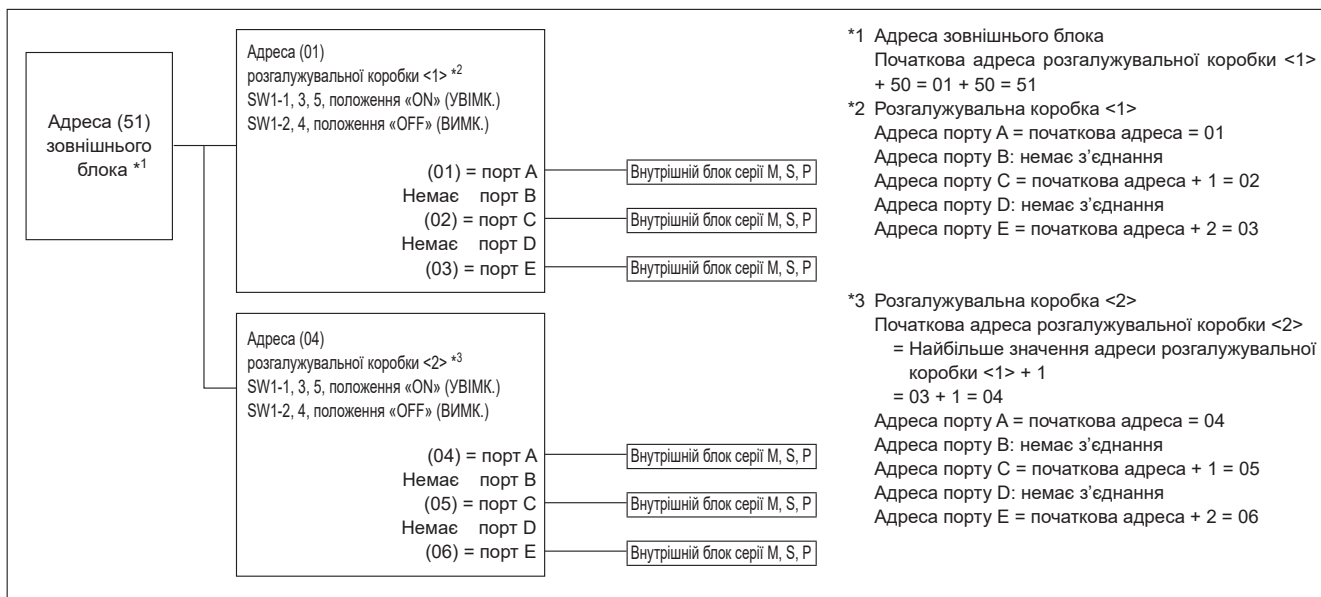 Адреса (51)
зовнішнього
блока *1
Адреса (01)
розгалужувальної коробки <1> *2
SW1-1, 3, 5, положення «ON» (УВІМК.)
SW1-2, 4, положення «OFF» (ВИМК.)
(01) = порт A
Немає порт B
(02) = порт C
Немає порт D
(03) = порт E
Внутрішній блок серії M, S, P
Внутрішній блок серії M, S, P
Внутрішній блок серії M, S, P
Адреса (04)
розгалужувальної коробки <2> *3
SW1-1, 3, 5, положення «ON» (УВІМК.)
SW1-2, 4, положення «OFF» (ВИМК.)
(04) = порт A
Немає порт B
(05) = порт C
Немає порт D
(06) = порт E
Внутрішній блок серії M, S, P
Внутрішній блок серії M, S, P
Внутрішній блок серії M, S, P
*1 Адреса зовнішнього блока
Початкова адреса розгалужувальної коробки <1>
+ 50 = 01 + 50 = 51
*2 Розгалужувальна коробка <1>
Адреса порту A = початкова адреса = 01
Адреса порту B: немає з’єднання
Адреса порту C = початкова адреса + 1 = 02
Адреса порту D: немає з’єднання
Адреса порту E = початкова адреса + 2 = 03
*3 Розгалужувальна коробка <2>
Початкова адреса розгалужувальної коробки <2>
= Найбільше значення адреси розгалужувальної
коробки <1> + 1
= 03 + 1 = 04
Адреса порту A = початкова адреса = 04
Адреса порту B: немає з’єднання
Адреса порту C = початкова адреса + 1 = 05
Адреса порту D: немає з’єднання
Адреса порту E = початкова адреса + 2 = 06